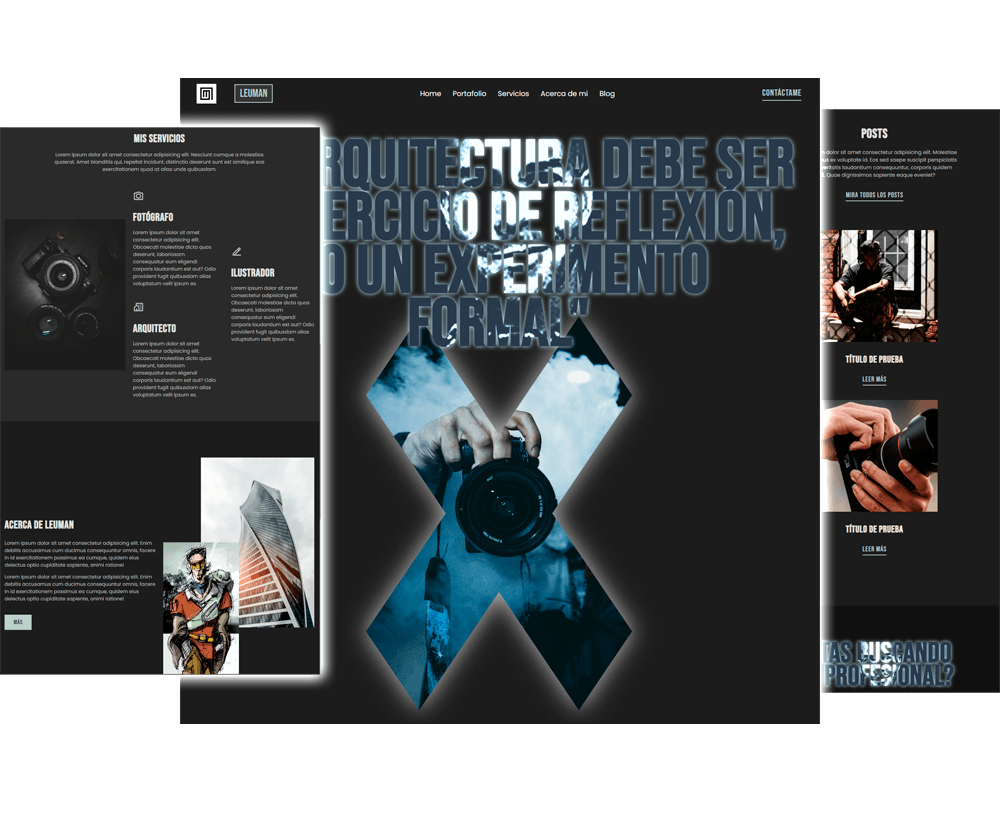 LEUMAN
Home Portafolio Servicios Acerca de mi Blog
CONTÁCTAME
RQUITECTURA DEBE SER
ERCICIO DE REFLEXIÓN,
O UN EXPERIMENTO
FORMAL"
MIS SERVICIOS
Lorem ipsum dolor sit amet consectetur adipisicing elit. Nesciunt cumque a molestias
quaerat. Amet blanditiis qui, repellat incidunt, distinctio deserunt sunt est similique eos
exercitationem quod at alias unde quibusdam.
FOTÓGRAFO
Lorem ipsum dolor sit amet
consectetur adipisicing elit.
Obcaecati molestiae dicta quos
deserunt, laboriosam
consequatur eum eligendi
corporis laudantium est aut? Odio
provident fugit quibusdam alias
voluptatum velit ipsum ex.
ARQUITECTO
Lorem ipsum dolor sit amet
consectetur adipisicing elit.
Obcaecati molestiae dicta quos
deserunt, laboriosam
consequatur eum eligendi
corporis laudantium est aut? Odio
provident fugit quibusdam alias
voluptatum velit ipsum ex.
ILUSTRADOR
Lorem ipsum dolor sit amet
consectetur adipisicing elit.
Obcaecati molestiae dicta quos
deserunt, laboriosam
consequatur eum eligendi
corporis laudantium est aut? Odio
provident fugit quibusdam alias
voluptatum velit ipsum ex.
ACERCA DE LEUMAN
Lorem ipsum dolor sit amet consectetur adipisicing elit. Enim
debitis accusamus cum ducimus consequuntur omnis, facere
in id exercitationem possimus ea cumque, quidem eius
delectus optio cupiditate sapiente, animi ratione!
Lorem ipsum dolor sit amet consectetur adipisicing elit. Enim
debitis accusamus cum ducimus consequuntur omnis, facere
in id exercitationem possimus ea cumque, quidem eius
delectus optio cupiditate sapiente, animi ratione!
MÁS
POSTS
dolor sit amet consectetur, adipisicing elit. Molestiae
us ex voluptate id. Eos sed saepe suscipit perspiciatis
laudantium consequatur, corporis quidem
Quae dignissimos sapiente eaque eveniet?
MIRA TODOS LOS POSTS
TÍTULO DE PRUEBA
LEER MÁS
TÍTULO DE PRUEBA
LEER MÁS
TAS BUSCANDO
PROFESIONAL?